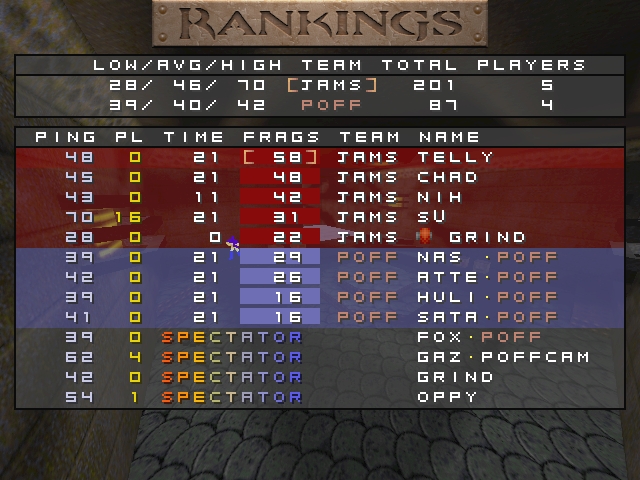 RANKINGS
LOW/AVG/HIGH TEAM TOTAL PLAYERS
28/ 46/ 70 [JAMS] 201 5
39/ 40/ 42 POFF 87 4
PING PL TIME FRAGS TEAM NAME
48 0 21 [ 58] JAMS TELLY
45 0 21 48 JAMS CHAD
43 0 11 42 JAMS NIH
70 16 21 31 JAMS SU
28 0 0 22 JAMS GRIND
39 0 21 29 POFF NAS ·POFF
42 0 21 26 POFF ATTE·POFF
39 0 21 16 POFF HULI·POFF
41 0 21 16 POFF SATA·POFF
39 0 SPECTATOR FOX·POFF
62 4 SPECTATOR GAZ·POFFCAM
42 0 SPECTATOR GRIND
54 1 SPECTATOR OPPY